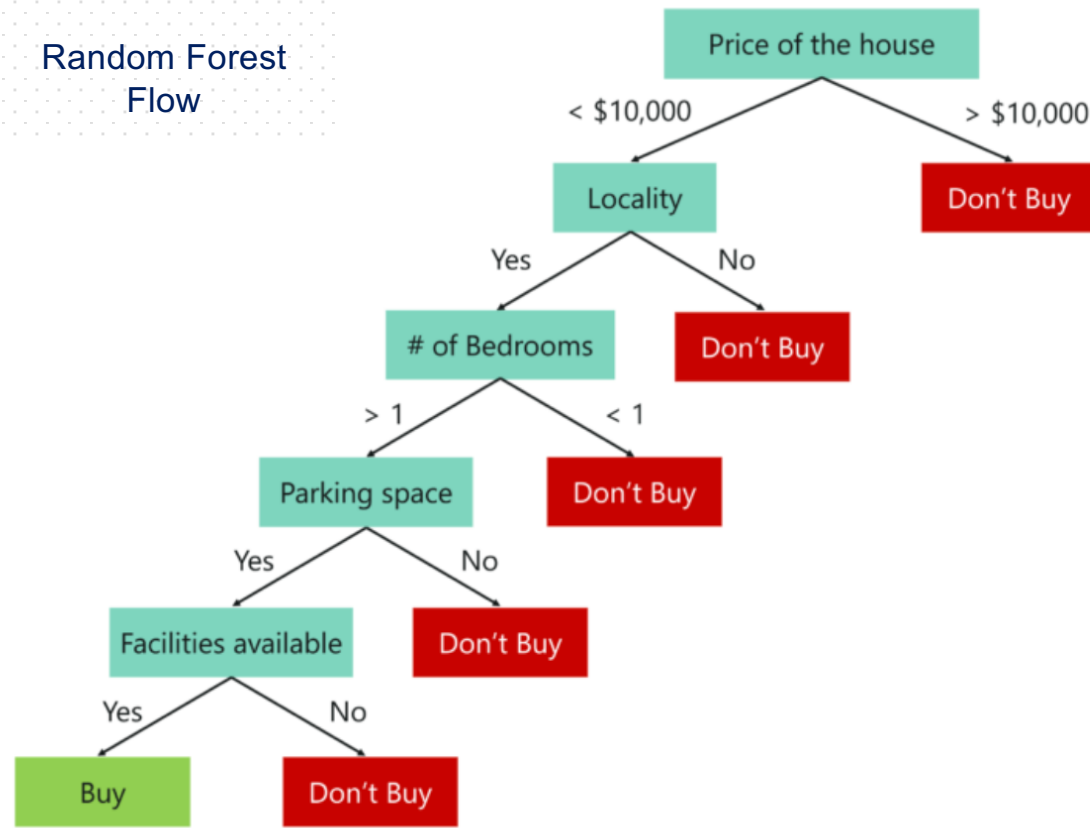 Random Forest
Flow
Price of the house
< $10,000
> $10,000
Locality
Don't Buy
Yes
No
# of Bedrooms
Don't Buy
> 1
< 1
Parking space
Don't Buy
Yes
No
Facilities available
Don't Buy
Yes
No
Buy
Don't Buy